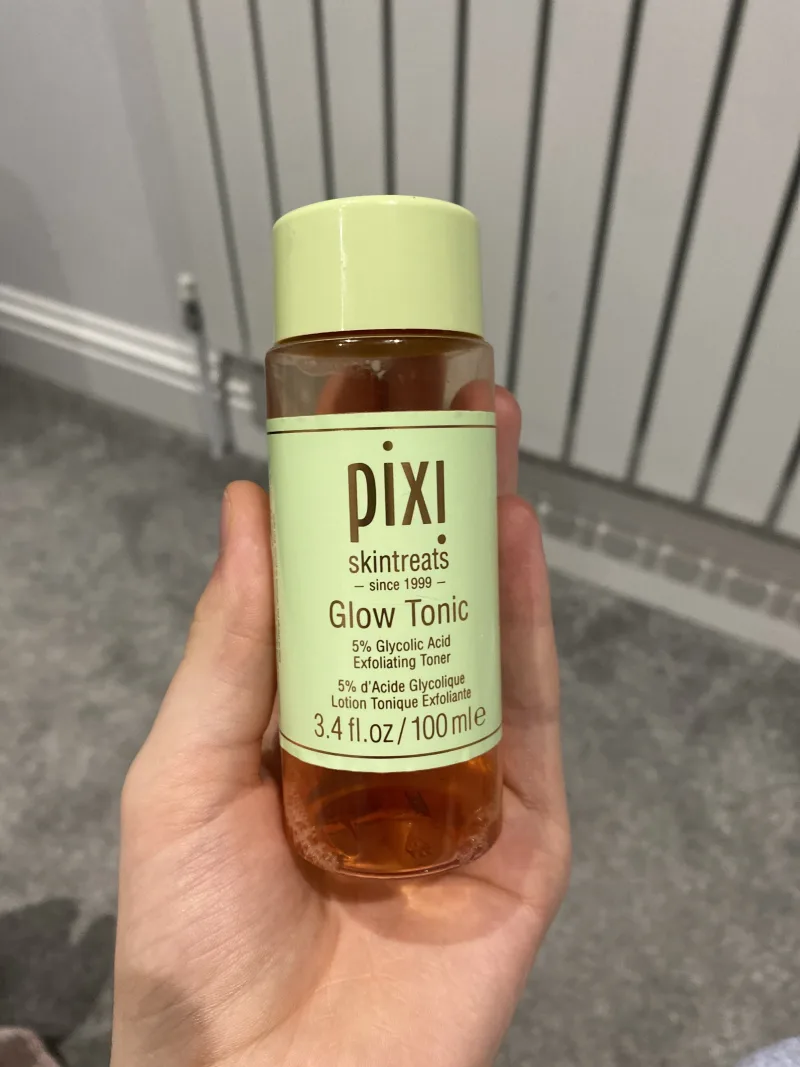 pixi
skintreats
– since 1999 –
Glow Tonic
5% Glycolic Acid
Exfoliating Toner
5% d'Acide Glycolique
Lotion Tonique Exfoliante
3.4 fl.oz/100 ml e